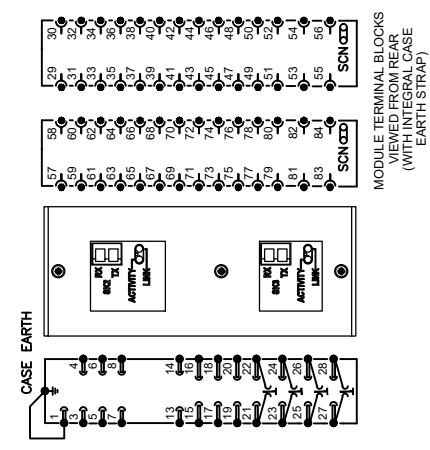 30 32 34 36 38 40 42 44 46 48 50 52 54 56
29 31 33 35 37 39 41 43 45 47 49 51 53 55
SCN
58 60 62 64 66 68 70 72 74 76 78 80 82 84
57 59 61 63 65 67 69 71 73 75 77 79 81 83
SCN
MODULE TERMINAL BLOCKS
VIEWED FROM REAR
(WITH INTEGRAL CASE
EARTH STRAP)
RX
SK2 TX
ACTIVITY
LINK
RX
SK3 TX
ACTIVITY
LINK
CASE EARTH
4 6 8 14 16 18 20 22 24 26 28
1 3 5 7 13 15 17 19 21 23 25 27